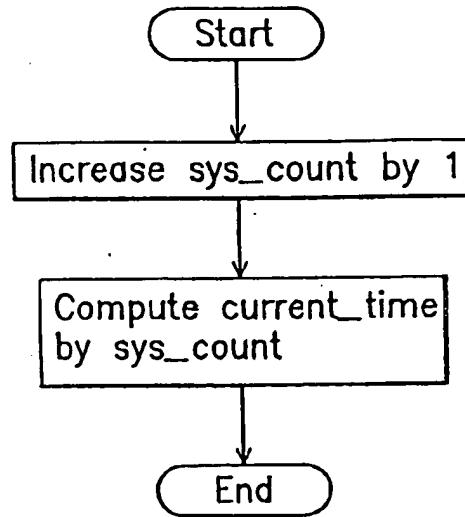 Start
Increase sys_count by 1
Compute current_time
by sys_count
End